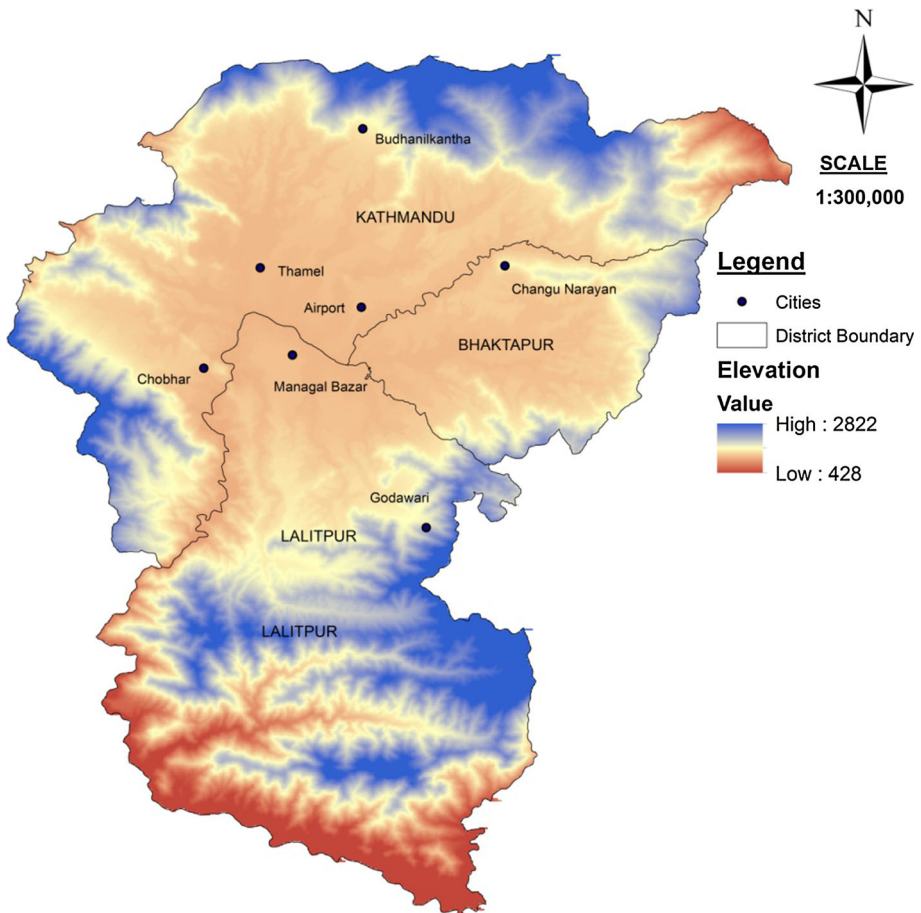 N
SCALE
1:300,000
Budhanilkantha
KATHMANDU
Thamel
Changu Narayan
Airport
BHAKTAPUR
Chobhar
Managal Bazar
Godawari
LALITPUR
LALITPUR
Legend
Cities
District Boundary
Elevation
Value
High : 2822
Low : 428